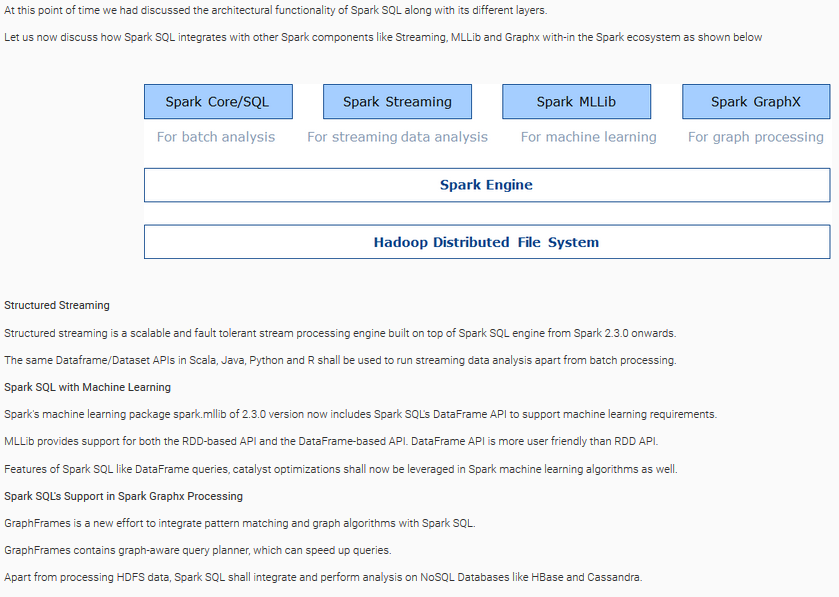 At this point of time we had discussed the architectural functionality of Spark SQL along with its different layers.
Let us now discuss how Spark SQL integrates with other Spark components like Streaming, MLLib and Graphx with-in the Spark ecosystem as shown below
Spark Core/SQL
Spark Streaming
Spark MLLib
Spark GraphX
For batch analysis
For streaming data analysis
For machine learning
For graph processing
Spark Engine
Hadoop Distributed File System
Structured Streaming
Structured streaming is a scalable and fault tolerant stream processing engine built on top of Spark SQL engine from Spark 2.3.0 onwards.
The same Dataframe/Dataset APIs in Scala, Java, Python and R shall be used to run streaming data analysis apart from batch processing.
Spark SQL with Machine Learning
Spark's machine learning package spark.mllib of 2.3.0 version now includes Spark SQL's DataFrame API to support machine learning requirements.
MLLib provides support for both the RDD-based API and the DataFrame-based API. DataFrame API is more user friendly than RDD API.
Features of Spark SQL like DataFrame queries, catalyst optimizations shall now be leveraged in Spark machine learning algorithms as well.
Spark SQL's Support in Spark Graphx Processing
GraphFrames is a new effort to integrate pattern matching and graph algorithms with Spark SQL.
GraphFrames contains graph-aware query planner, which can speed up queries.
Apart from processing HDFS data, Spark SQL shall integrate and perform analysis on NoSQL Databases like HBase and Cassandra.